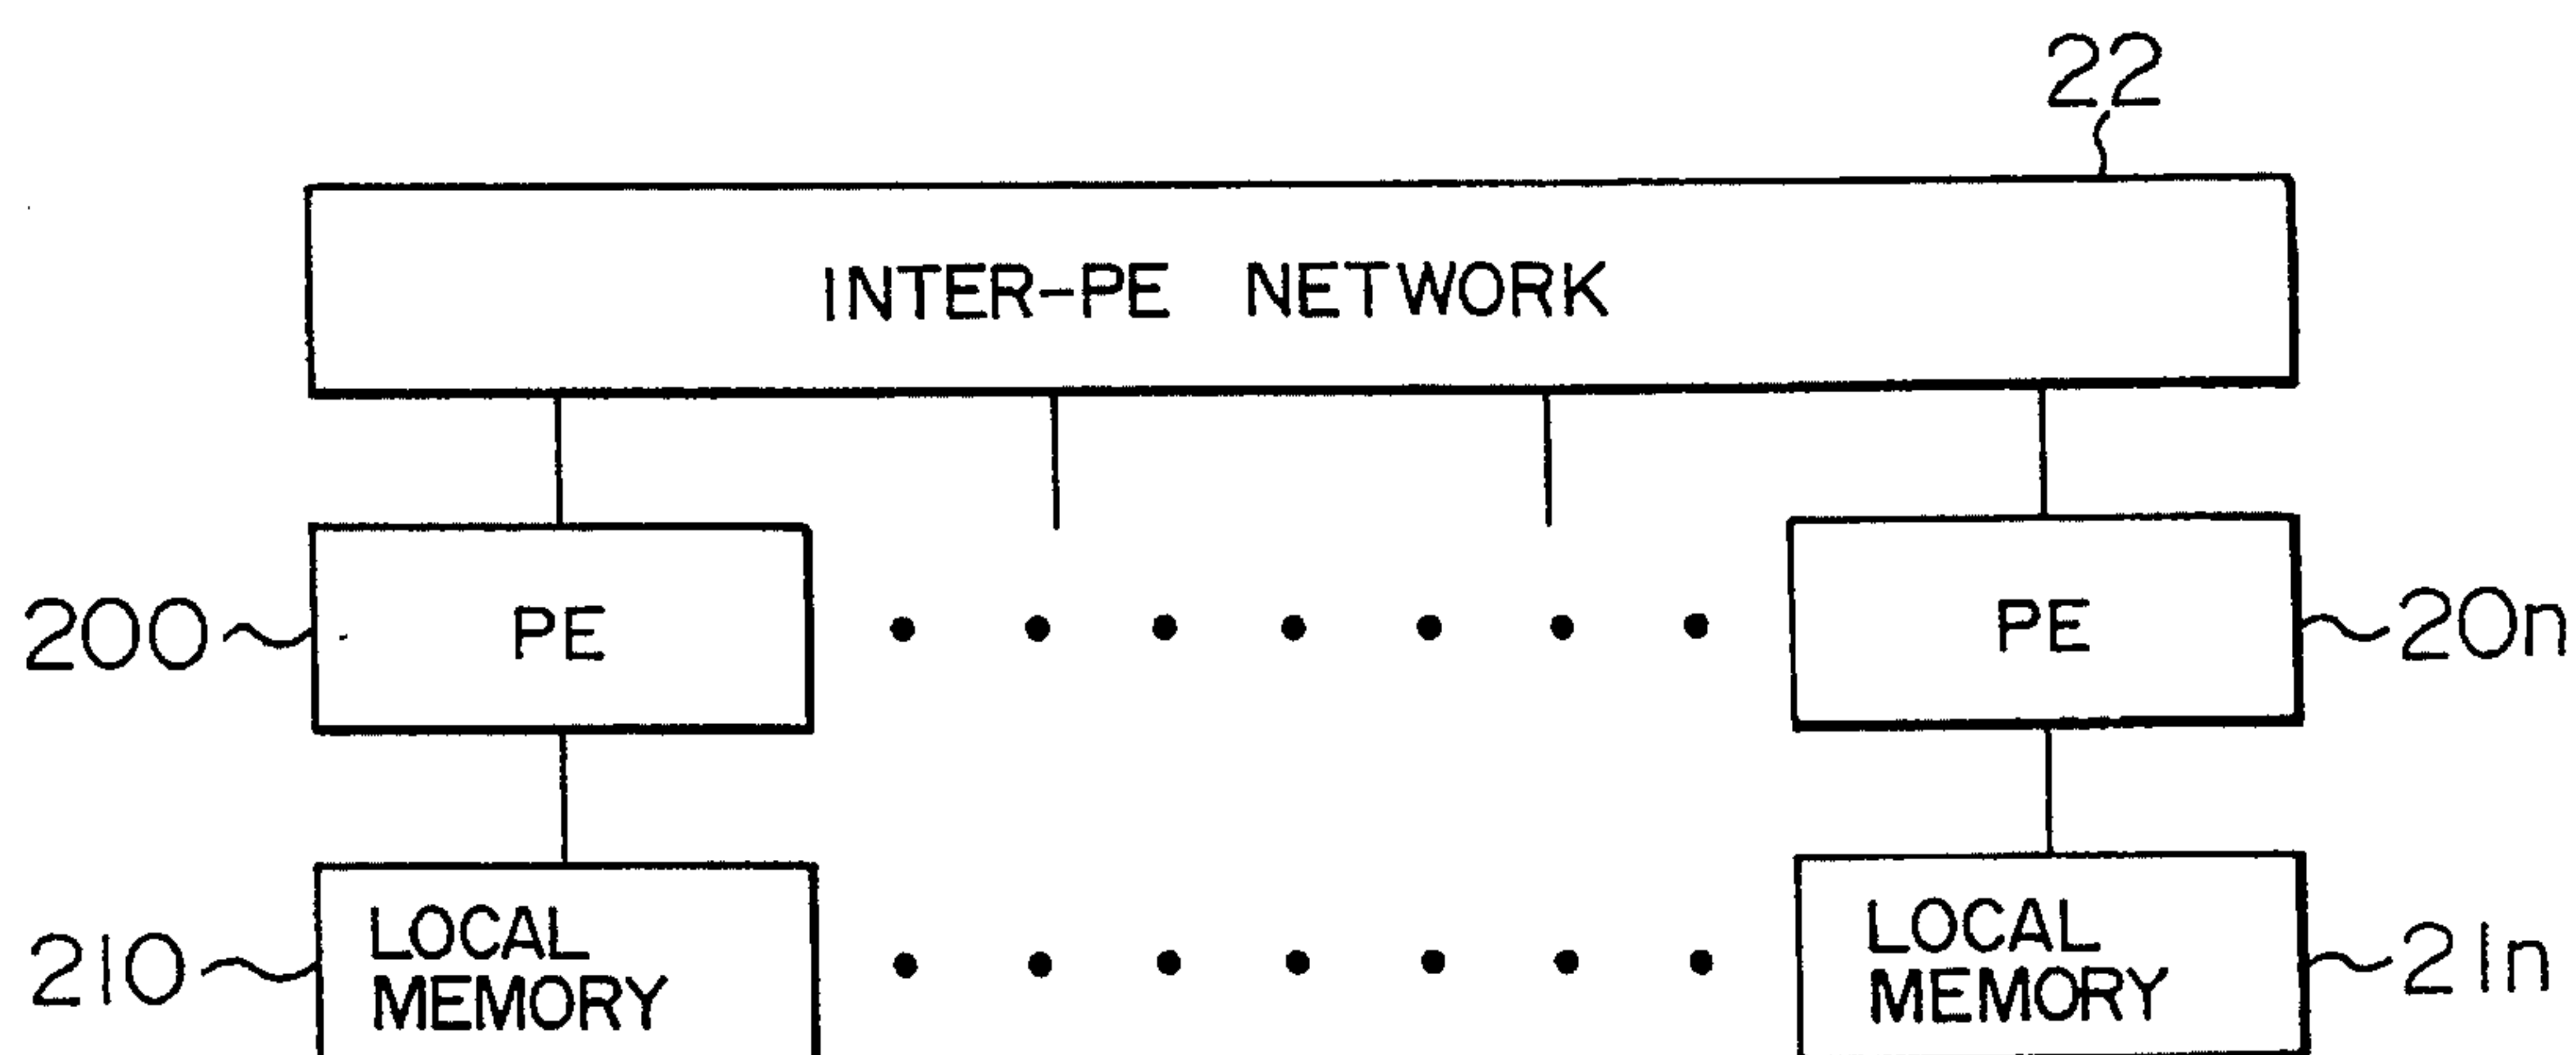 22
INTER-PE NETWORK
200 PE PE 20n
210 LOCAL MEMORY LOCAL MEMORY 21n